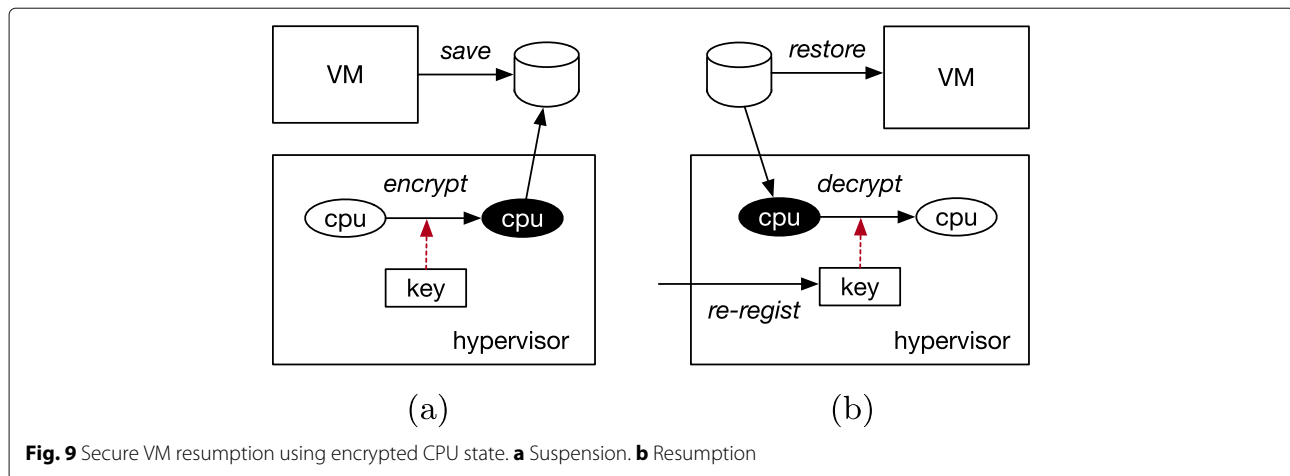 VM
save
encrypt
cpu
cpu
key
hypervisor
(a)
restore
VM
decrypt
cpu
cpu
key
re-regist
hypervisor
(b)
Fig. 9 Secure VM resumption using encrypted CPU state. a Suspension. b Resumption